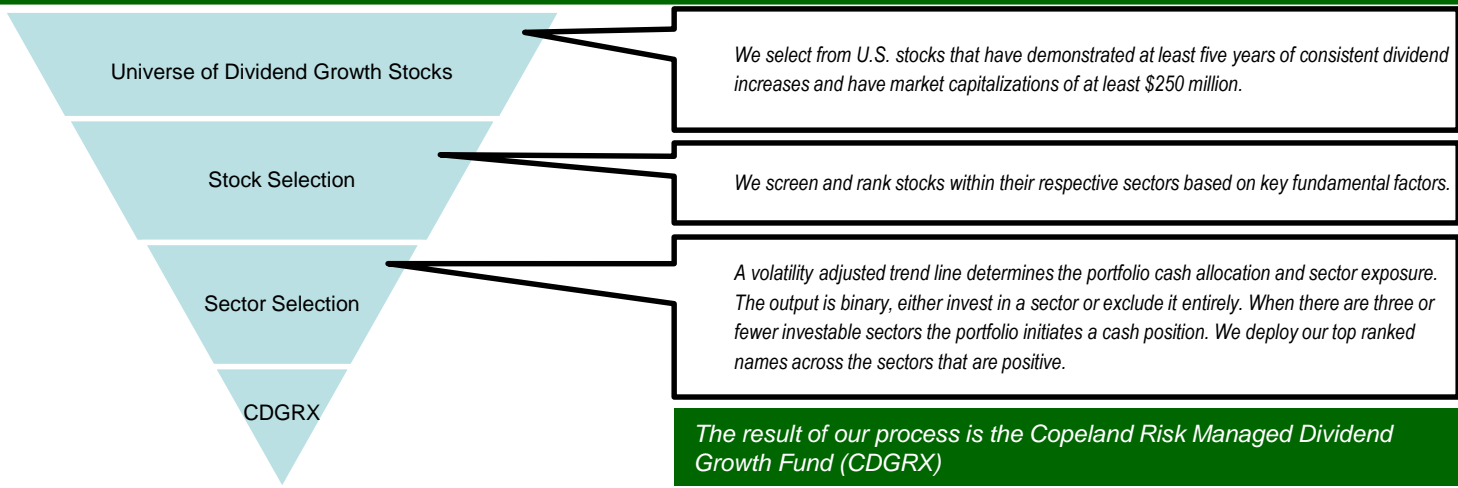 Universe of Dividend Growth Stocks
We select from U.S. stocks that have demonstrated at least five years of consistent dividend
increases and have market capitalizations of at least $250 million.
Stock Selection
We screen and rank stocks within their respective sectors based on key fundamental factors.
Sector Selection
A volatility adjusted trend line determines the portfolio cash allocation and sector exposure.
The output is binary, either invest in a sector or exclude it entirely. When there are three or
fewer investable sectors the portfolio initiates a cash position. We deploy our top ranked
names across the sectors that are positive.
CDGRX
The result of our process is the Copeland Risk Managed Dividend
Growth Fund (CDGRX)